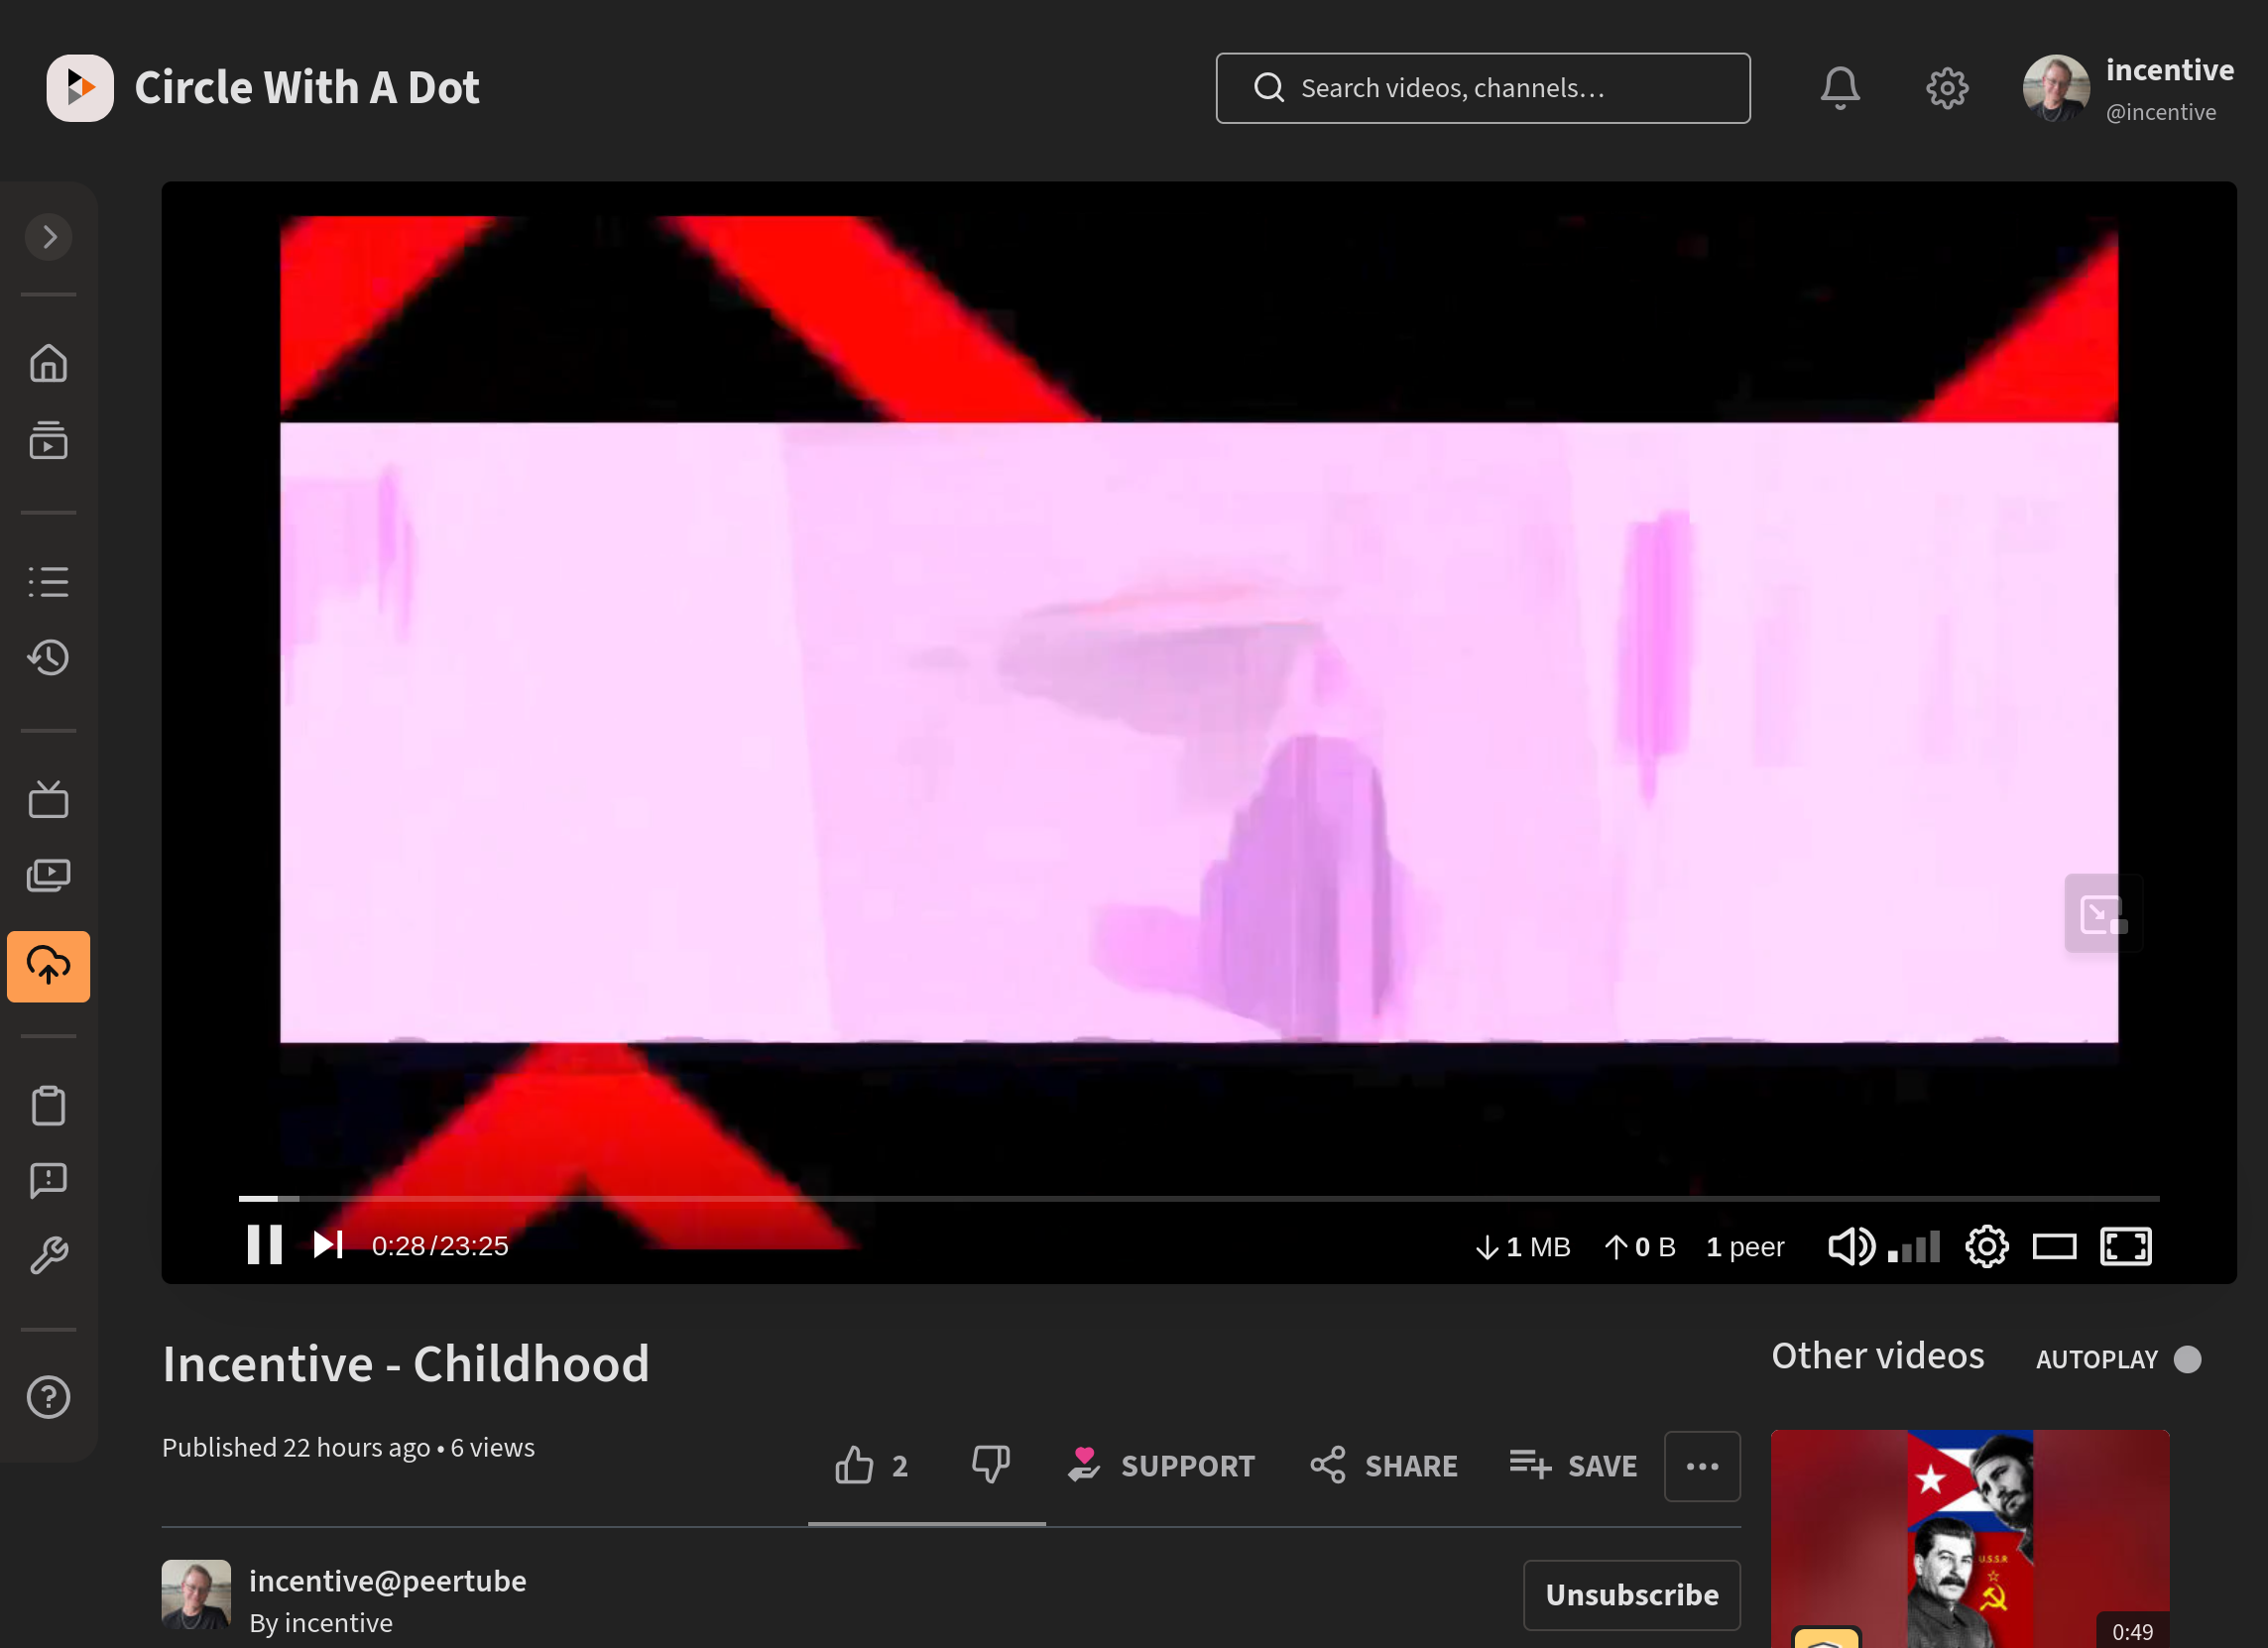 Circle With A Dot
Search videos, channels...
incentive
@incentive
0:28/23:25
1 MB
0 B
1 peer
Incentive - Childhood
Other videos
AUTOPLAY
Published 22 hours ago • 6 views
2
SUPPORT
SHARE
SAVE
U.S.S.R
incentive@peertube
By incentive
Unsubscribe
0:49